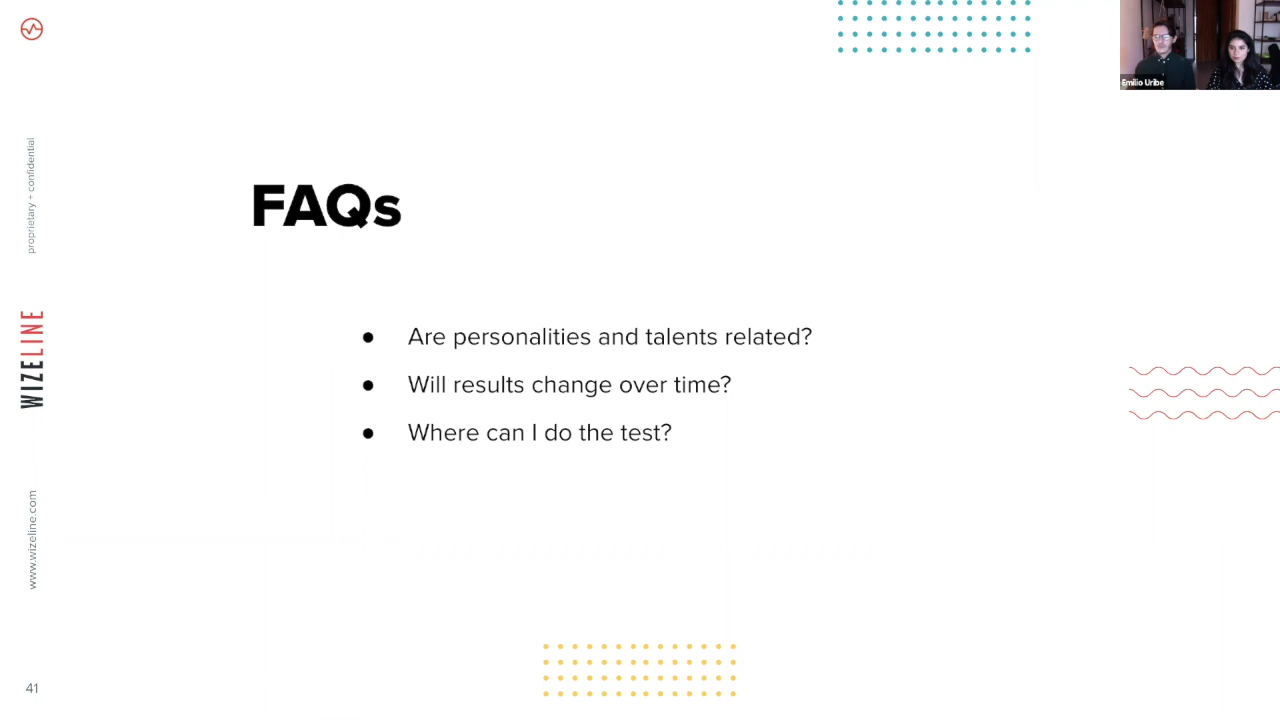 Emilio Uribe
proprietary + confidential
FAQs
WIZELINE
● Are personalities and talents related?
● Will results change over time?
● Where can I do the test?
www.wizeline.com
41